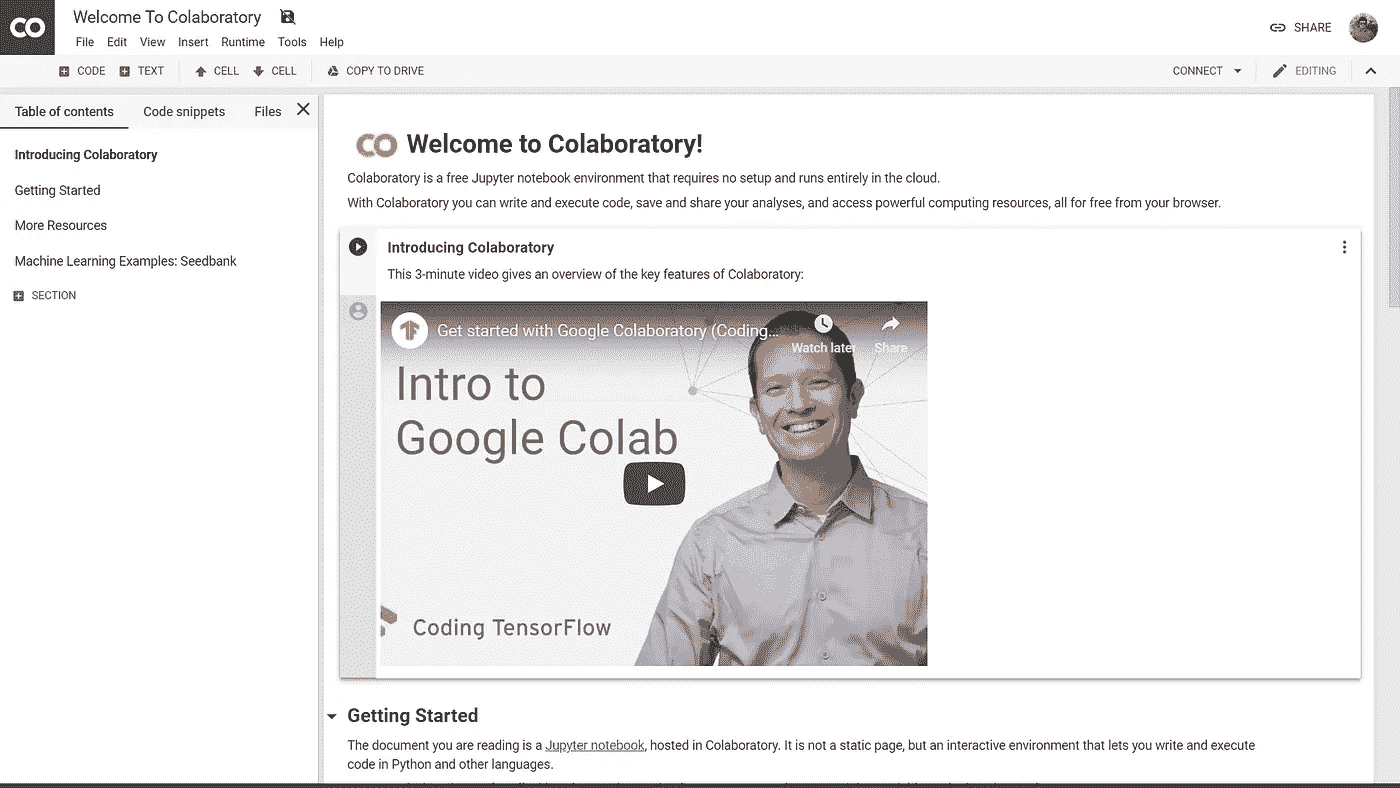 CO
Welcome To Colaboratory
File Edit View Insert Runtime Tools Help
SHARE
CODE TEXT CELL CELL COPY TO DRIVE
CONNECT EDITING
Table of contents Code snippets Files
Introducing Colaboratory
Getting Started
More Resources
Machine Learning Examples: Seedbank
SECTION
CO Welcome to Colaboratory!
Colaboratory is a free Jupyter notebook environment that requires no setup and runs entirely in the cloud.
With Colaboratory you can write and execute code, save and share your analyses, and access powerful computing resources, all for free from your browser.
Introducing Colaboratory
This 3-minute video gives an overview of the key features of Colaboratory:
Get started with Google Colaboratory (Coding...
Watch later Share
Intro to
Google Colab
Coding TensorFlow
Getting Started
The document you are reading is a Jupyter notebook, hosted in Colaboratory. It is not a static page, but an interactive environment that lets you write and execute
code in Python and other languages.